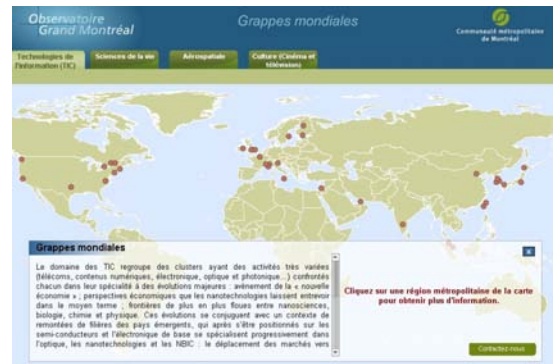 Observatoire
Grand Montréal
Grappes mondiales
Communauté métropolitaine
de Montréal
Technologies de
l'information (TIC)
Sciences de la vie
Aérospatiale
Culture (Cinéma et
télévision)
Grappes mondiales
Le domaine des TIC regroupe des clusters ayant des activités très variées
(télécoms, contenus numériques, électronique, optique et photonique...) confrontés
chacun dans leur spécialité à des évolutions majeures : avènement de la « nouvelle
économie » ; perspectives économiques que les nanotechnologies laissent entrevoir
dans le moyen terme ; frontières de plus en plus floues entre nanosciences,
biologie, chimie et physique. Ces évolutions se conjuguent avec un contexte de
remontées de filières des pays émergents, qui après s'être positionnés sur les
semi-conducteurs et l'électronique de base se spécialisent progressivement dans
l'optique, les nanotechnologies et les NBIC : le déplacement des marchés vers
Cliquez sur une région métropolitaine de la carte
pour obtenir plus d'information.
Contactez-nous